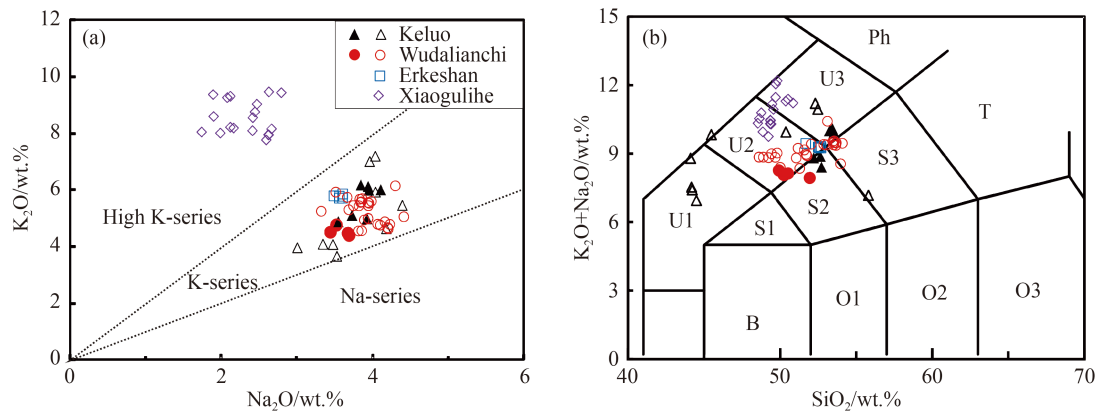 (a)
Keluo
Wudalianchi
Erkeshan
Xiaogulihe
High K-series
K-series
Na-series
12
10
8
6
4
2
0
0 2 4 6
K₂O/wt.%
Na₂O/wt.%
(b)
Ph
U3
T
U2
S3
U1
S2
S1
B
O1
O2
O3
15
12
9
6
3
0
40 50 60 70
K₂O+Na₂O/wt.%
SiO₂/wt.%